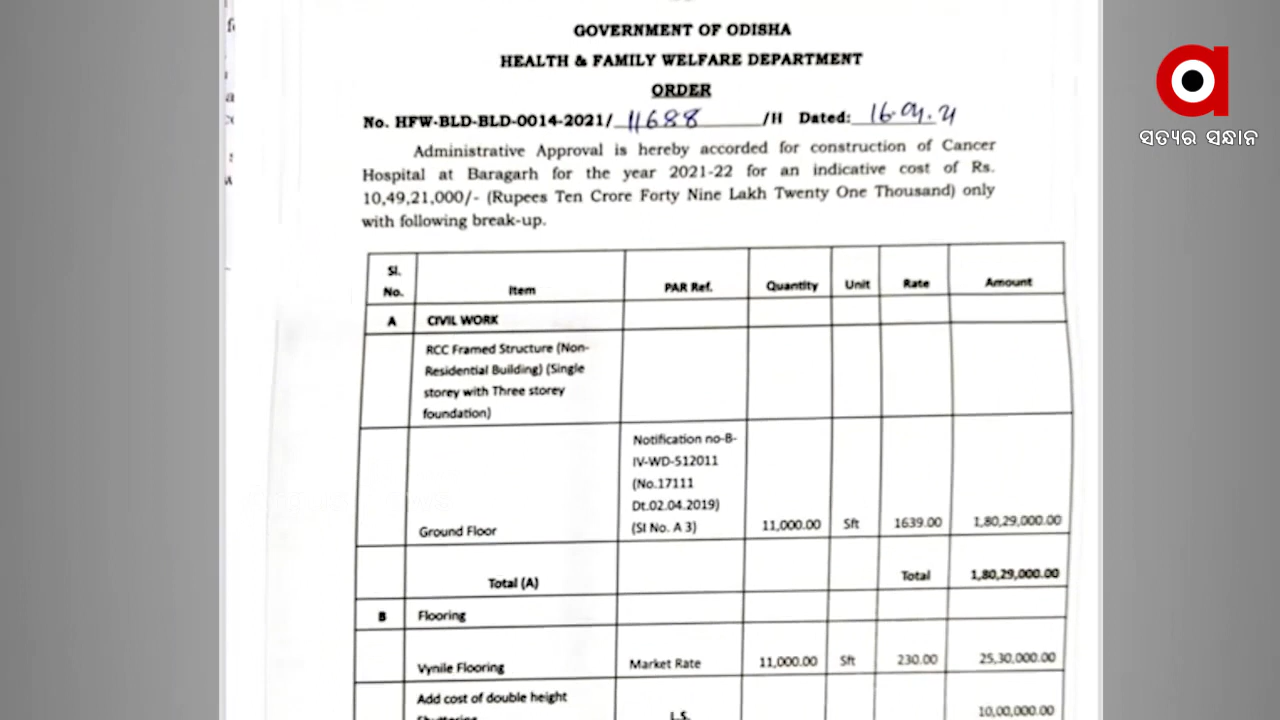 GOVERNMENT OF ODISHA
HEALTH & FAMILY WELFARE DEPARTMENT
ORDER
No. HFW-BLD-BLD-0014-2021/ 11688 /H Dated: 16.04.21
Administrative Approval is hereby accorded for construction of Cancer
Hospital at Baragarh for the year 2021-22 for an indicative cost of Rs.
10,49,21,000/- (Rupees Ten Crore Forty Nine Lakh Twenty One Thousand) only
with following break-up.
Sl. No. Item PAR Ref. Quantity Unit Rate Amount
A CIVIL WORK
RCC Framed Structure (Non-
Residential Building) (Single
storey with Three storey
foundation)
Notification no-B-
IV-WD-512011
(No.17111
Dt.02.04.2019)
Ground Floor (Sl No. A 3) 11,000.00 Sft 1639.00 1,80,29,000.00
Total (A) Total 1,80,29,000.00
B Flooring
Vynile Flooring Market Rate 11,000.00 Sft 230.00 25,30,000.00
Add cost of double height
L.S. 10,00,000.00
ସତ୍ୟର ସନ୍ଧାନ